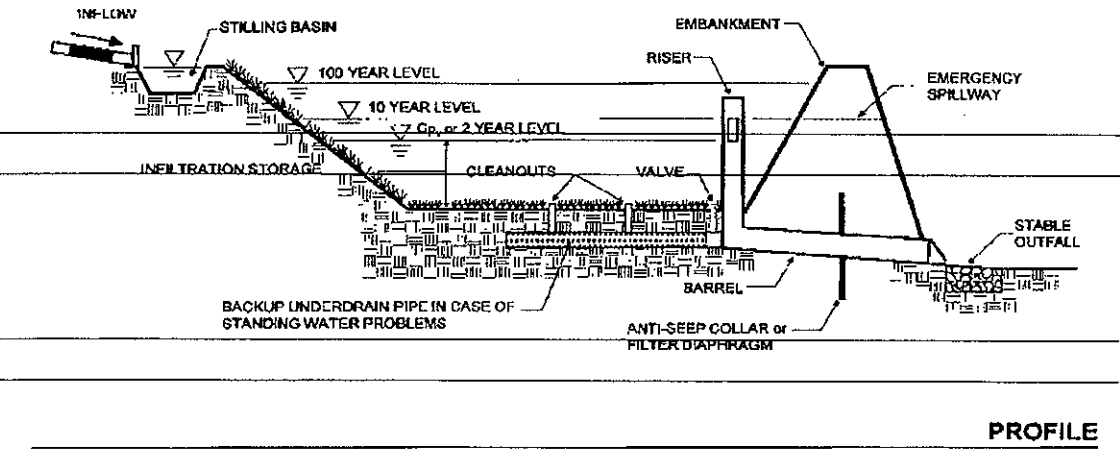 INFLOW
STILLING BASIN
EMBANKMENT
RISER
100 YEAR LEVEL
EMERGENCY
SPILLWAY
10 YEAR LEVEL
Cpv or 2 YEAR LEVEL
INFILTRATION STORAGE
CLEANOUTS
VALVE
STABLE
OUTFALL
BARREL
BACKUP UNDERDRAIN PIPE IN CASE OF
STANDING WATER PROBLEMS
ANTI-SEEP COLLAR or
FILTER DIAPHRAGM
PROFILE